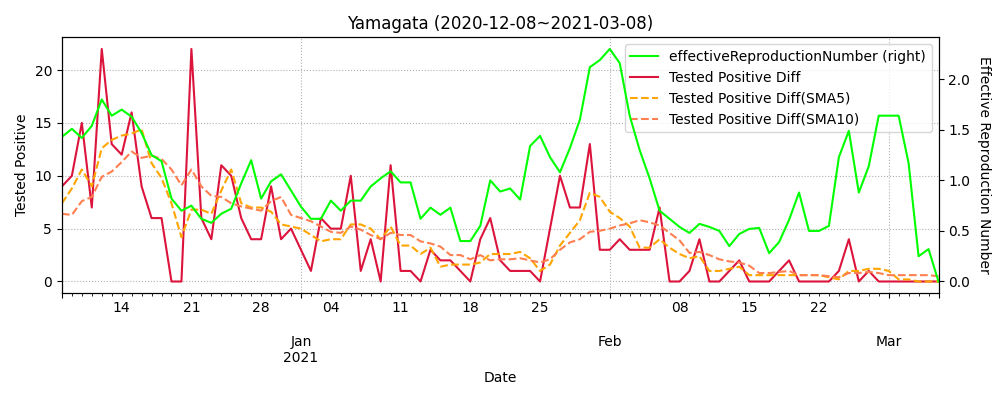 Yamagata (2020-12-08~2021-03-08)
effectiveReproductionNumber (right)
Tested Positive Diff
Tested Positive Diff(SMA5)
Tested Positive Diff(SMA10)
Tested Positive
20
15
10
5
0
Effective Reproduction Number
2.0
1.5
1.0
0.5
0.0
14 21 28 04 11 18 25 08 15 22
Jan Feb Mar
2021
Date